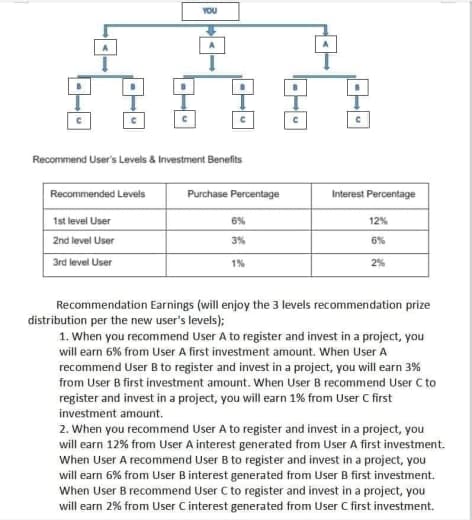 YOU
A A A
B B B B B B
C C C C C C
Recommend User's Levels & Investment Benefits
Recommended Levels Purchase Percentage Interest Percentage
1st level User 6% 12%
2nd level User 3% 6%
3rd level User 1% 2%
Recommendation Earnings (will enjoy the 3 levels recommendation prize
distribution per the new user's levels);
1. When you recommend User A to register and invest in a project, you
will earn 6% from User A first investment amount. When User A
recommend User B to register and invest in a project, you will earn 3%
from User B first investment amount. When User B recommend User C to
register and invest in a project, you will earn 1% from User C first
investment amount.
2. When you recommend User A to register and invest in a project, you
will earn 12% from User A interest generated from User A first investment.
When User A recommend User B to register and invest in a project, you
will earn 6% from User B interest generated from User B first investment.
When User B recommend User C to register and invest in a project, you
will earn 2% from User C interest generated from User C first investment.